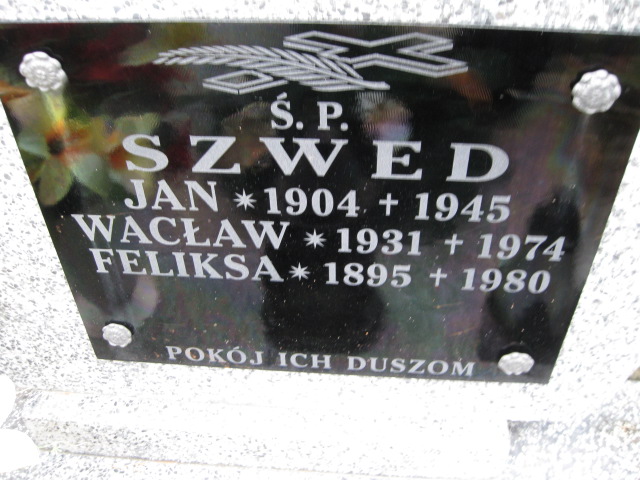 Ś. P.
SZWED
JAN * 1904 + 1945
WACŁAW * 1931 + 1974
FELIKSA * 1895 + 1980
POKÓJ ICH DUSZOM